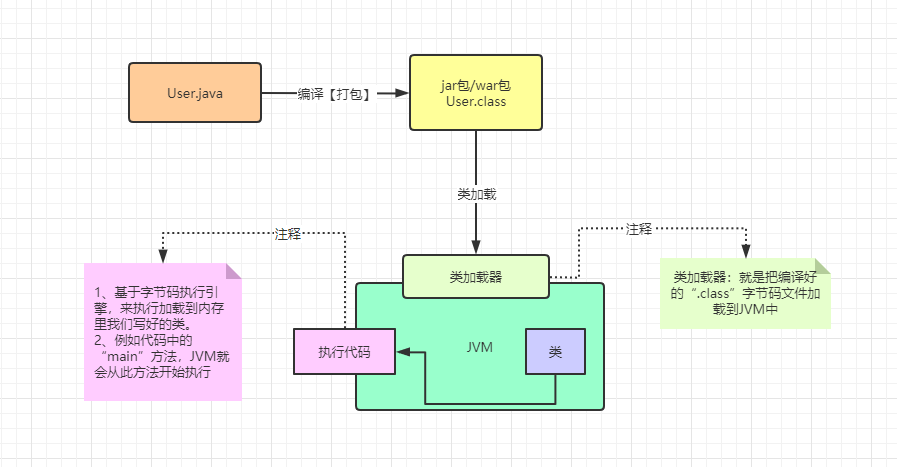 User.java
编译【打包】
jar包/war包
User.class
类加载
注释
注释
类加载器
类加载器：就是把编译好
的“.class”字节码文件加
载到JVM中
1、基于字节码执行引
擎，来执行加载到内存
里我们写好的类。
2、例如代码中的
“main”方法，JVM就
会从此方法开始执行
执行代码
JVM
类